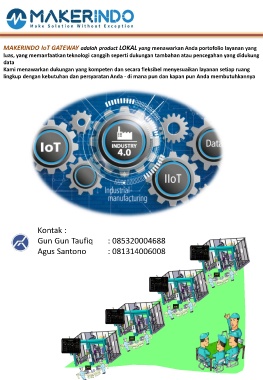 MAKERINDO
Make Solution Without Exception
MAKERINDO IoT GATEWAY adalah product LOKAL yang menawarkan Anda portofolio layanan yang
luas, yang memanfaatkan teknologi canggih seperti dukungan tambahan atau pencegahan yang didukung
data
Kami menawarkan dukungan yang kompeten dan secara fleksibel menyesuaikan layanan setiap ruang
lingkup dengan kebutuhan dan persyaratan Anda - di mana pun dan kapan pun Anda membutuhkannya
IoT
INDUSTRY
4.0
Data
IIoT
Industrial
manufacturing
Kontak :
Gun Gun Taufiq : 085320004688
Agus Santono : 081314006008